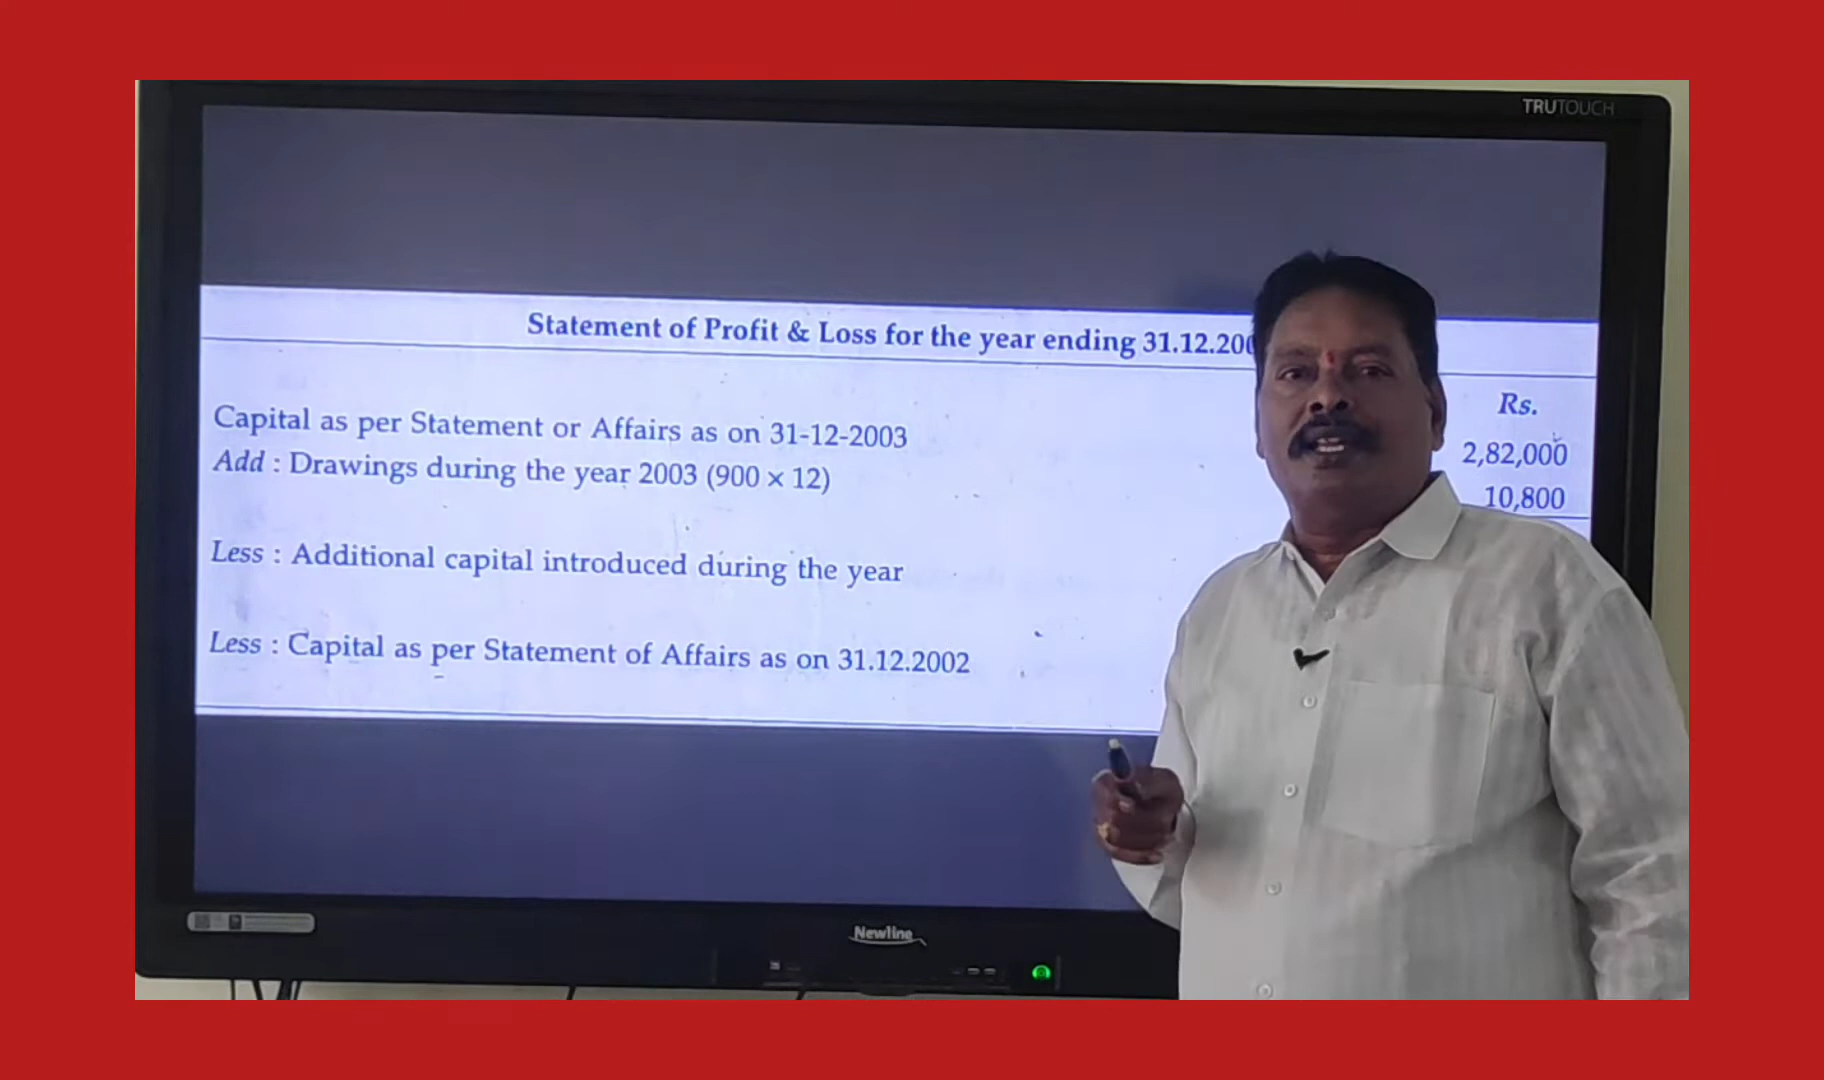 TRUTOUCH
Statement of Profit & Loss for the year ending 31.12.200
Rs.
Capital as per Statement or Affairs as on 31-12-2003 2,82,000
Add : Drawings during the year 2003 (900 × 12) 10,800
Less : Additional capital introduced during the year
Less : Capital as per Statement of Affairs as on 31.12.2002
Newline